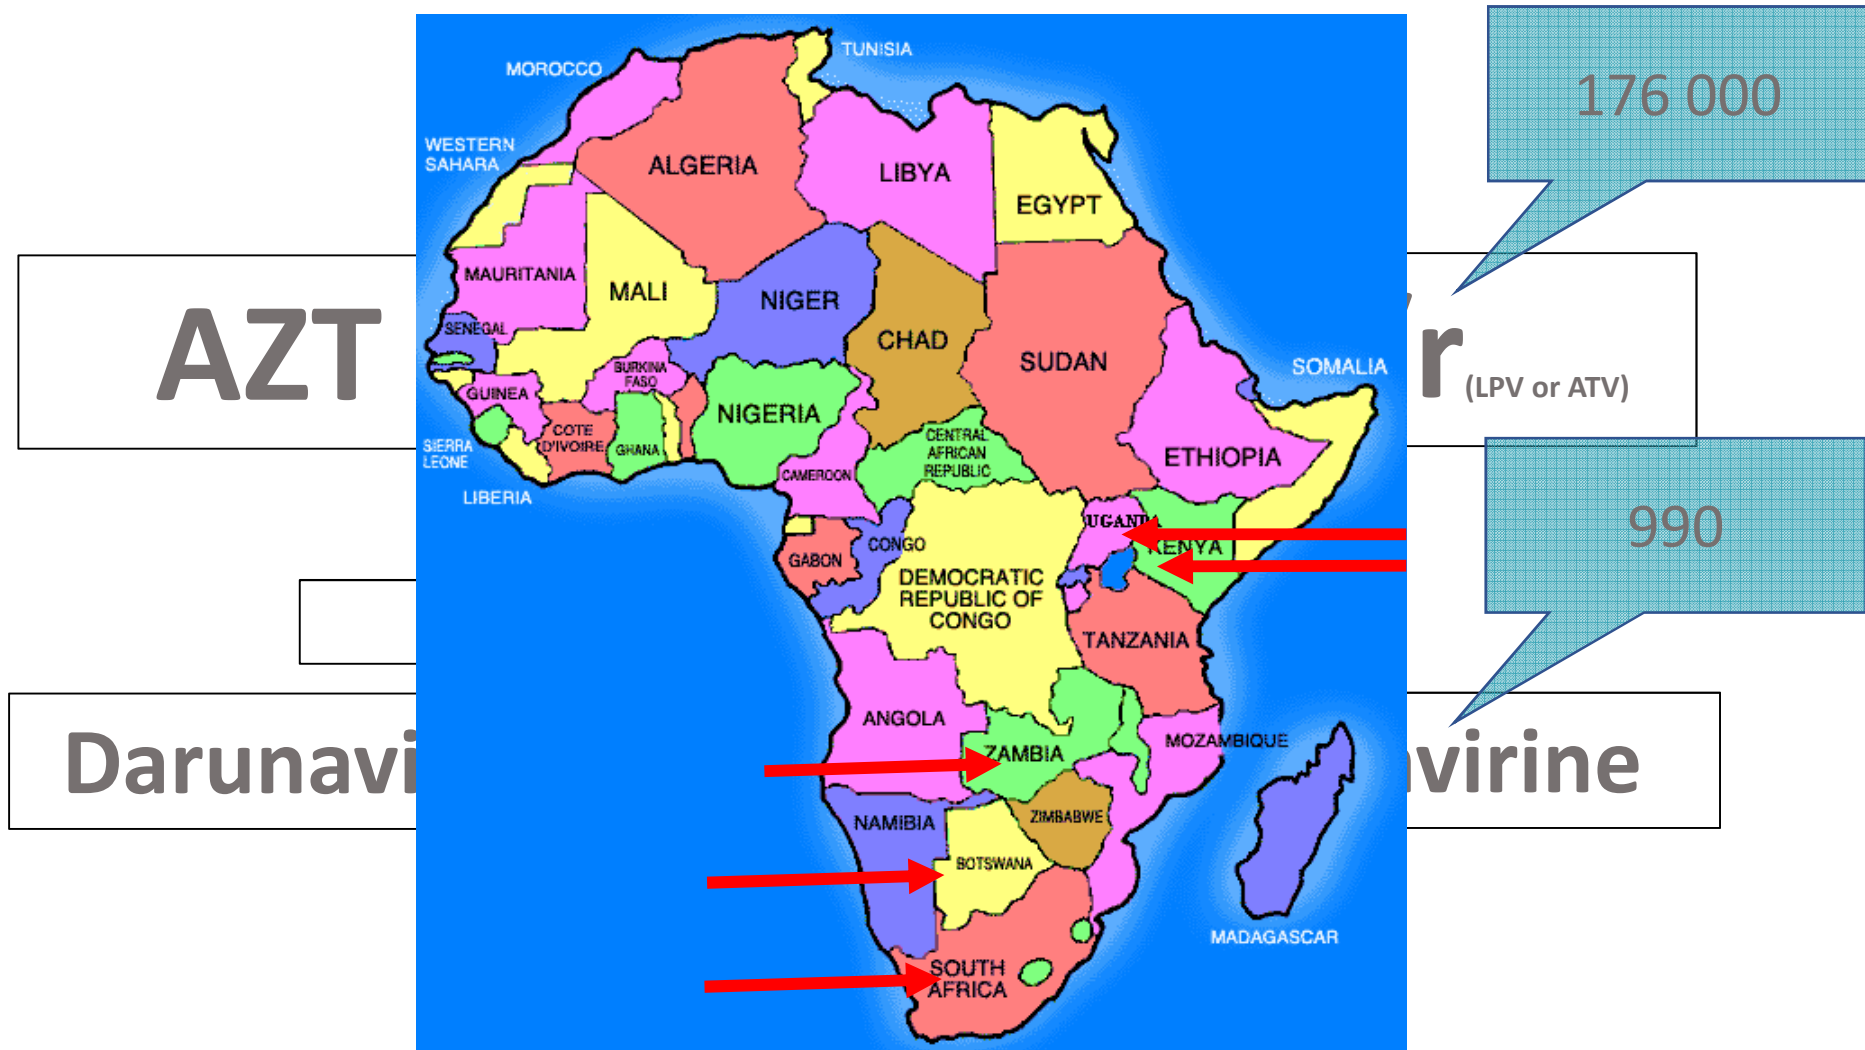 TUNISIA
MOROCCO
176 000
WESTERN
SAHARA
ALGERIA
LIBYA
EGYPT
MAURITANIA
MALI
NIGER
SENEGAL
CHAD
SUDAN
AZT
r (LPV or ATV)
SOMALIA
BURKINA
FASO
GUINEA
NIGERIA
COTE
D'IVOIRE
GHANA
SIERRA
LEONE
CENTRAL
AFRICAN
REPUBLIC
ETHIOPIA
CAMEROON
LIBERIA
UGANDA
990
KENYA
CONGO
GABON
DEMOCRATIC
REPUBLIC OF
CONGO
TANZANIA
ANGOLA
MOZAMBIQUE
ZAMBIA
Darunavi
virine
NAMIBIA
ZIMBABWE
BOTSWANA
MADAGASCAR
SOUTH
AFRICA